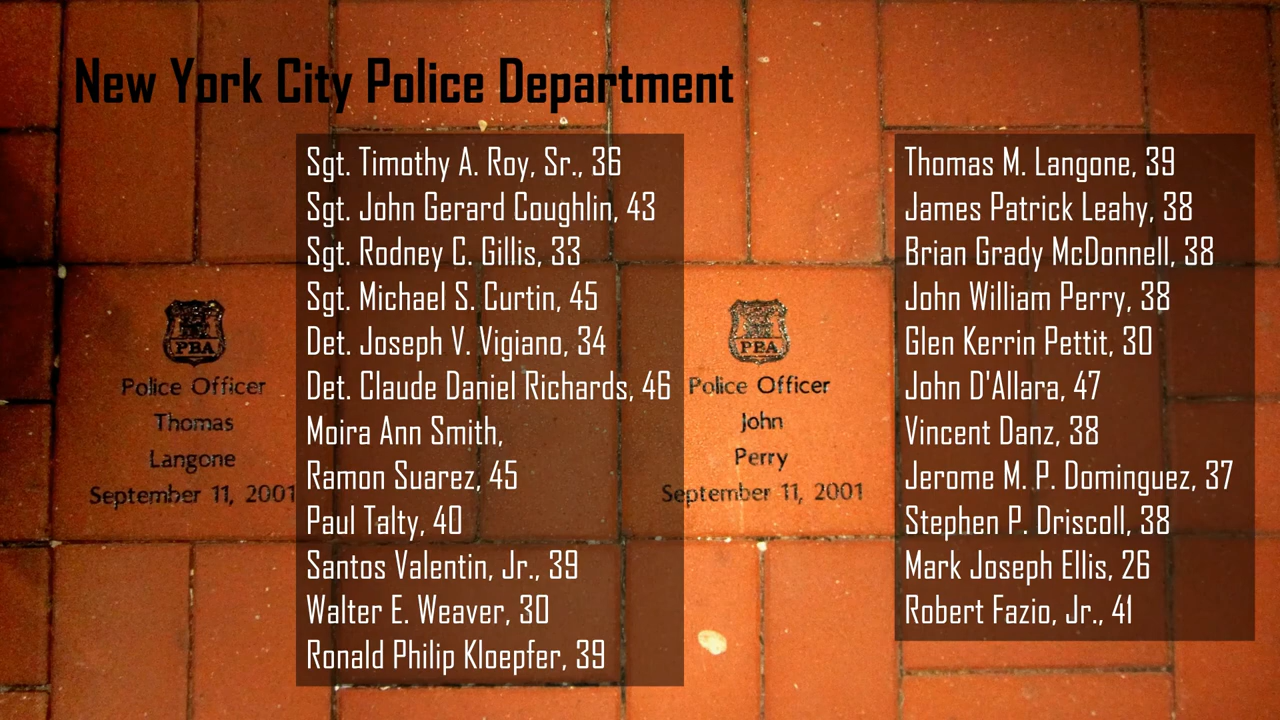 New York City Police Department
Sgt. Timothy A. Roy, Sr., 36
Sgt. John Gerard Coughlin, 43
Sgt. Rodney C. Gillis, 33
Sgt. Michael S. Curtin, 45
Det. Joseph V. Vigiano, 34
Det. Claude Daniel Richards, 46
Moira Ann Smith,
Ramon Suarez, 45
Paul Talty, 40
Santos Valentin, Jr., 39
Walter E. Weaver, 30
Ronald Philip Kloepfer, 39
Thomas M. Langone, 39
James Patrick Leahy, 38
Brian Grady McDonnell, 38
John William Perry, 38
Glen Kerrin Pettit, 30
John D'Allara, 47
Vincent Danz, 38
Jerome M. P. Dominguez, 37
Stephen P. Driscoll, 38
Mark Joseph Ellis, 26
Robert Fazio, Jr., 41
PBA
Police Officer
Thomas
Langone
September 11, 2001
PBA
Police Officer
John
Perry
September 11, 2001